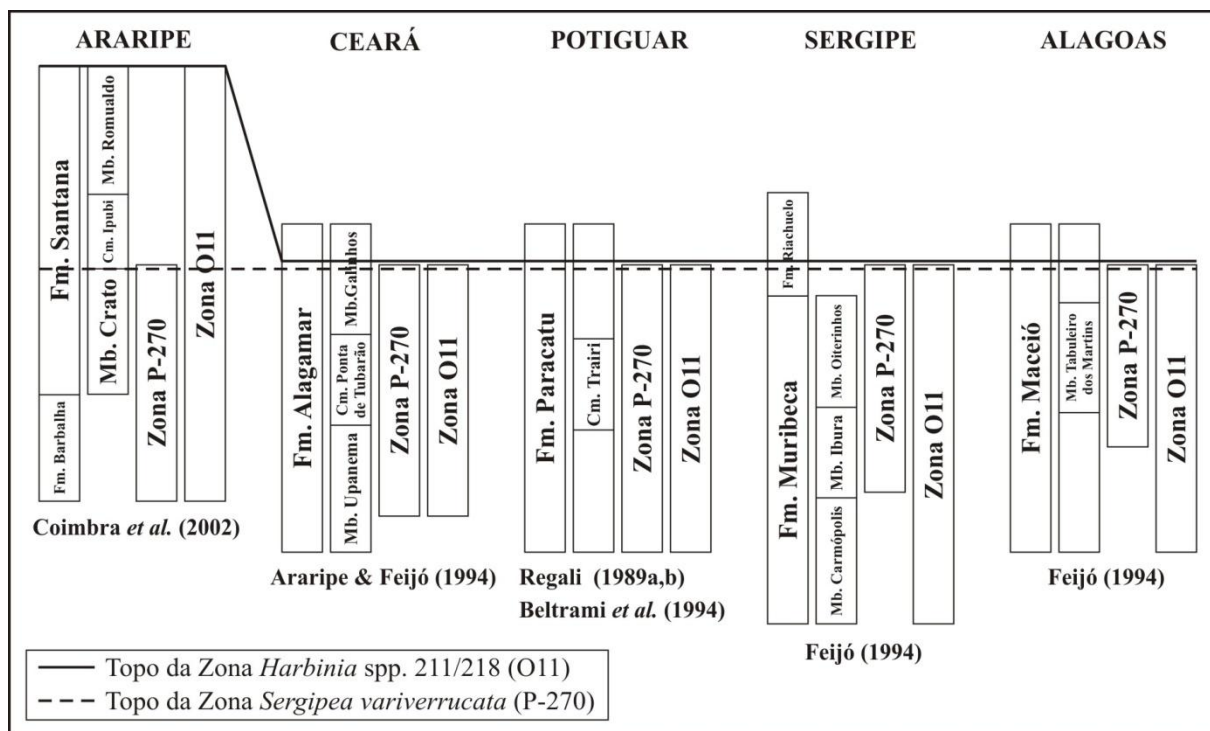 ARARIPE
CEARÁ
POTIGUAR
SERGIPE
ALAGOAS
Fm. Santana
Fm. Barbalha
Mb. Romualdo
Cm. Ipubi
Mb. Crato
Zona P-270
Zona O11
Coimbra et al. (2002)
Fm. Alagamar
Mb.Galinhos
Cm. Ponta
de Tubarão
Mb. Upanema
Zona P-270
Zona O11
Araripe & Feijó (1994)
Fm. Paracatu
Cm. Trairi
Zona P-270
Zona O11
Regali (1989a,b)
Beltrami et al. (1994)
Fm. Riachuelo
Fm. Muribeca
Mb. Oiterinhos
Mb. Ibura
Mb. Carmópolis
Zona P-270
Zona O11
Feijó (1994)
Fm. Maceió
Mb. Tabuleiro
dos Martins
Zona P-270
Zona O11
Feijó (1994)
Topo da Zona Harbinia spp. 211/218 (O11)
Topo da Zona Sergipea variverrucata (P-270)